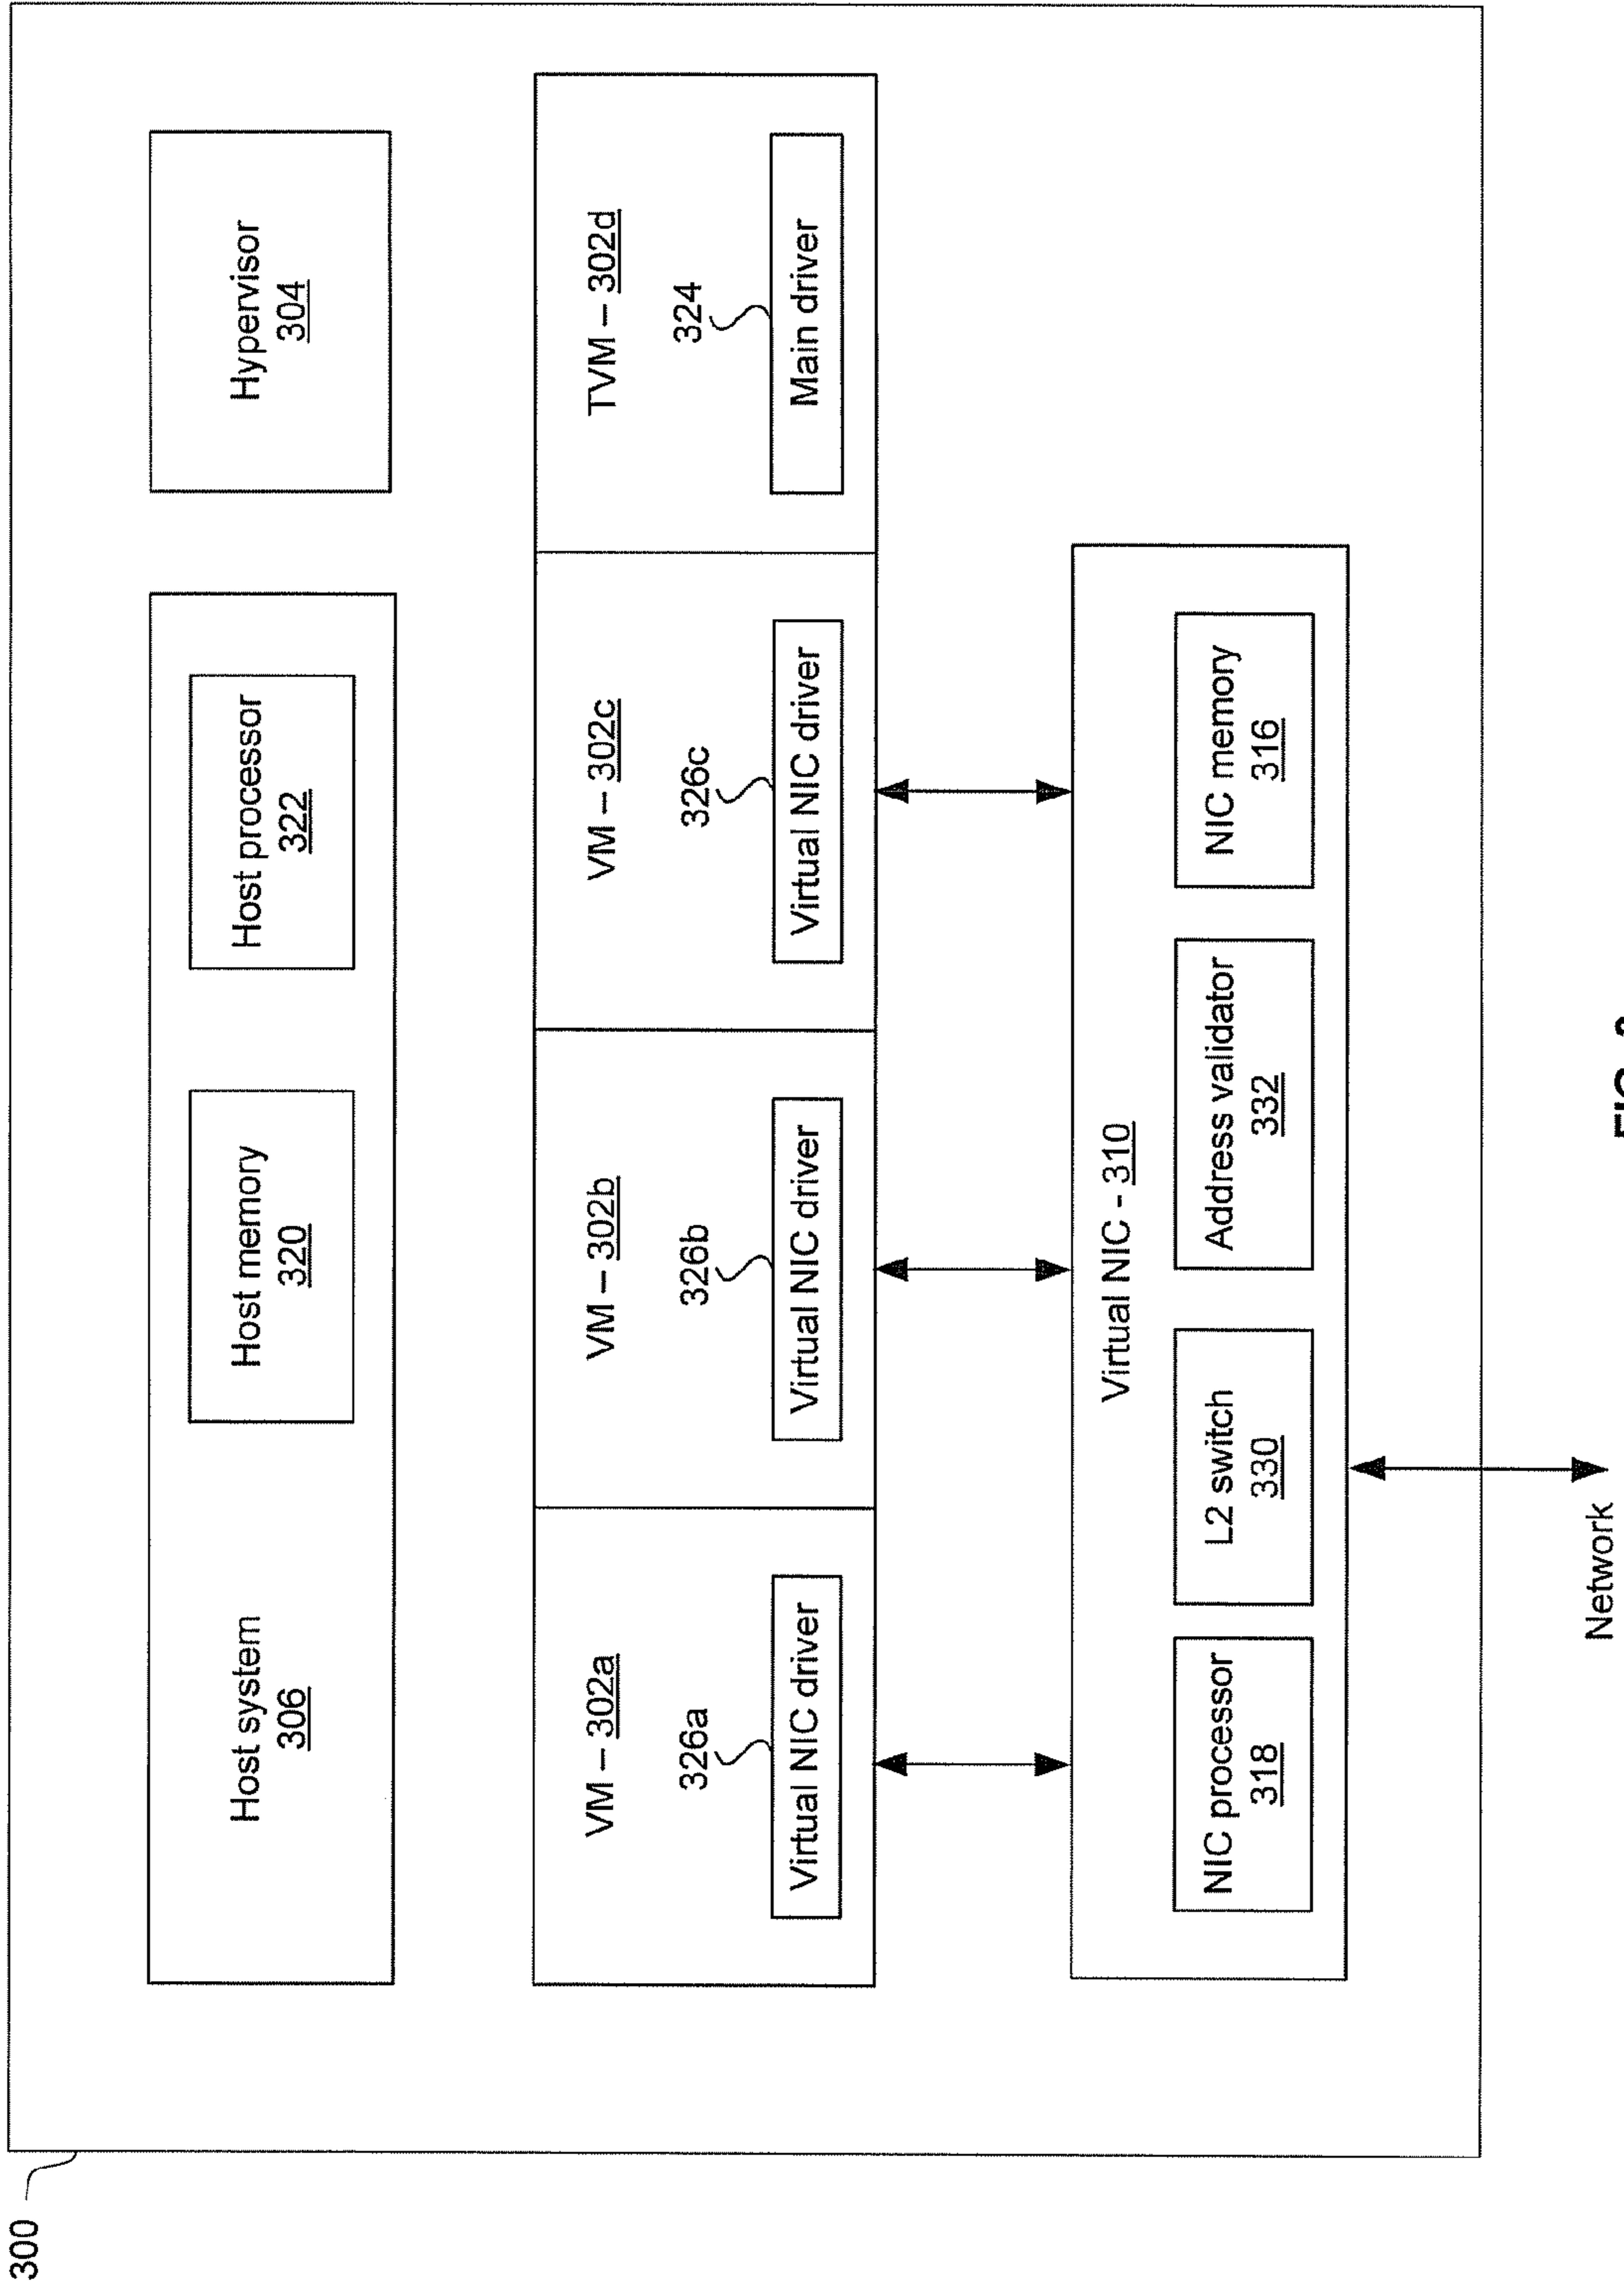 300
Host system
306
Host memory
320
Host processor
322
Hypervisor
304
VM – 302a
326a
Virtual NIC driver
VM – 302b
326b
Virtual NIC driver
VM – 302c
326c
Virtual NIC driver
TVM – 302d
324
Main driver
Virtual NIC - 310
NIC processor
318
L2 switch
330
Address validator
332
NIC memory
316
Network
FIG.